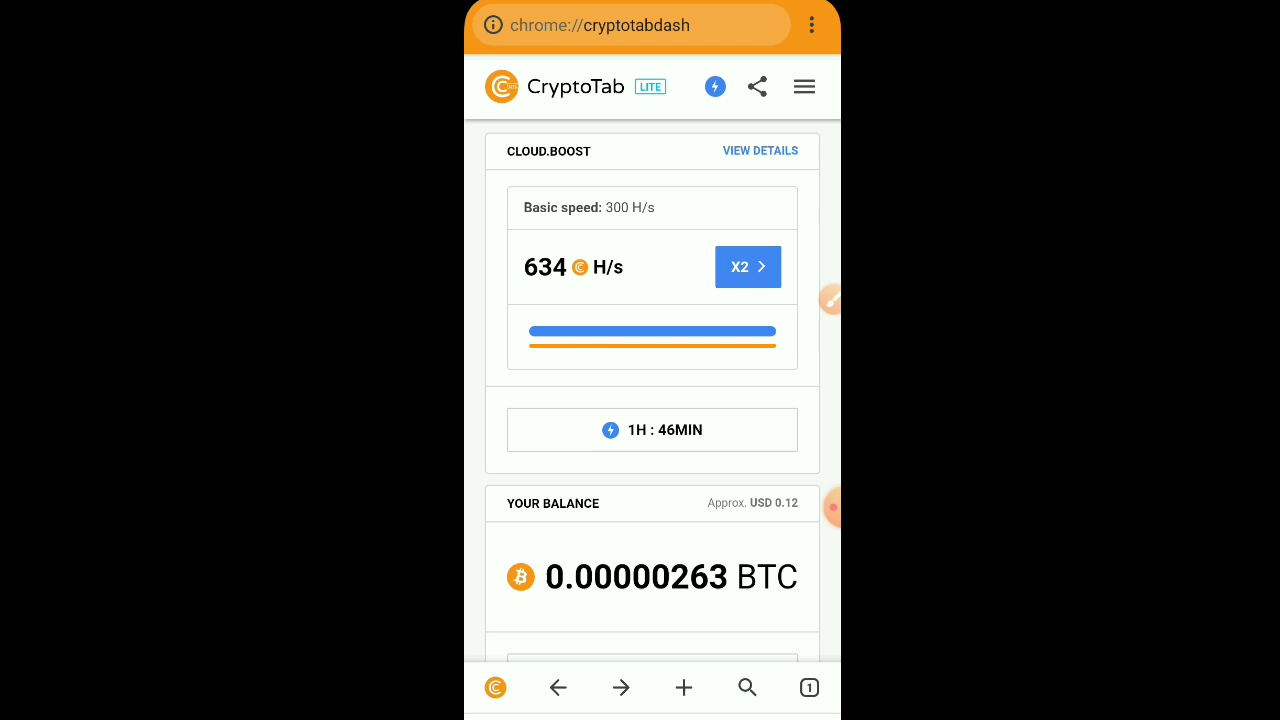 chrome://cryptotabdash
CryptoTab LITE
CLOUD.BOOST VIEW DETAILS
Basic speed: 300 H/s
634 H/s X2
1H : 46MIN
YOUR BALANCE Approx. USD 0.12
0.00000263 BTC
1